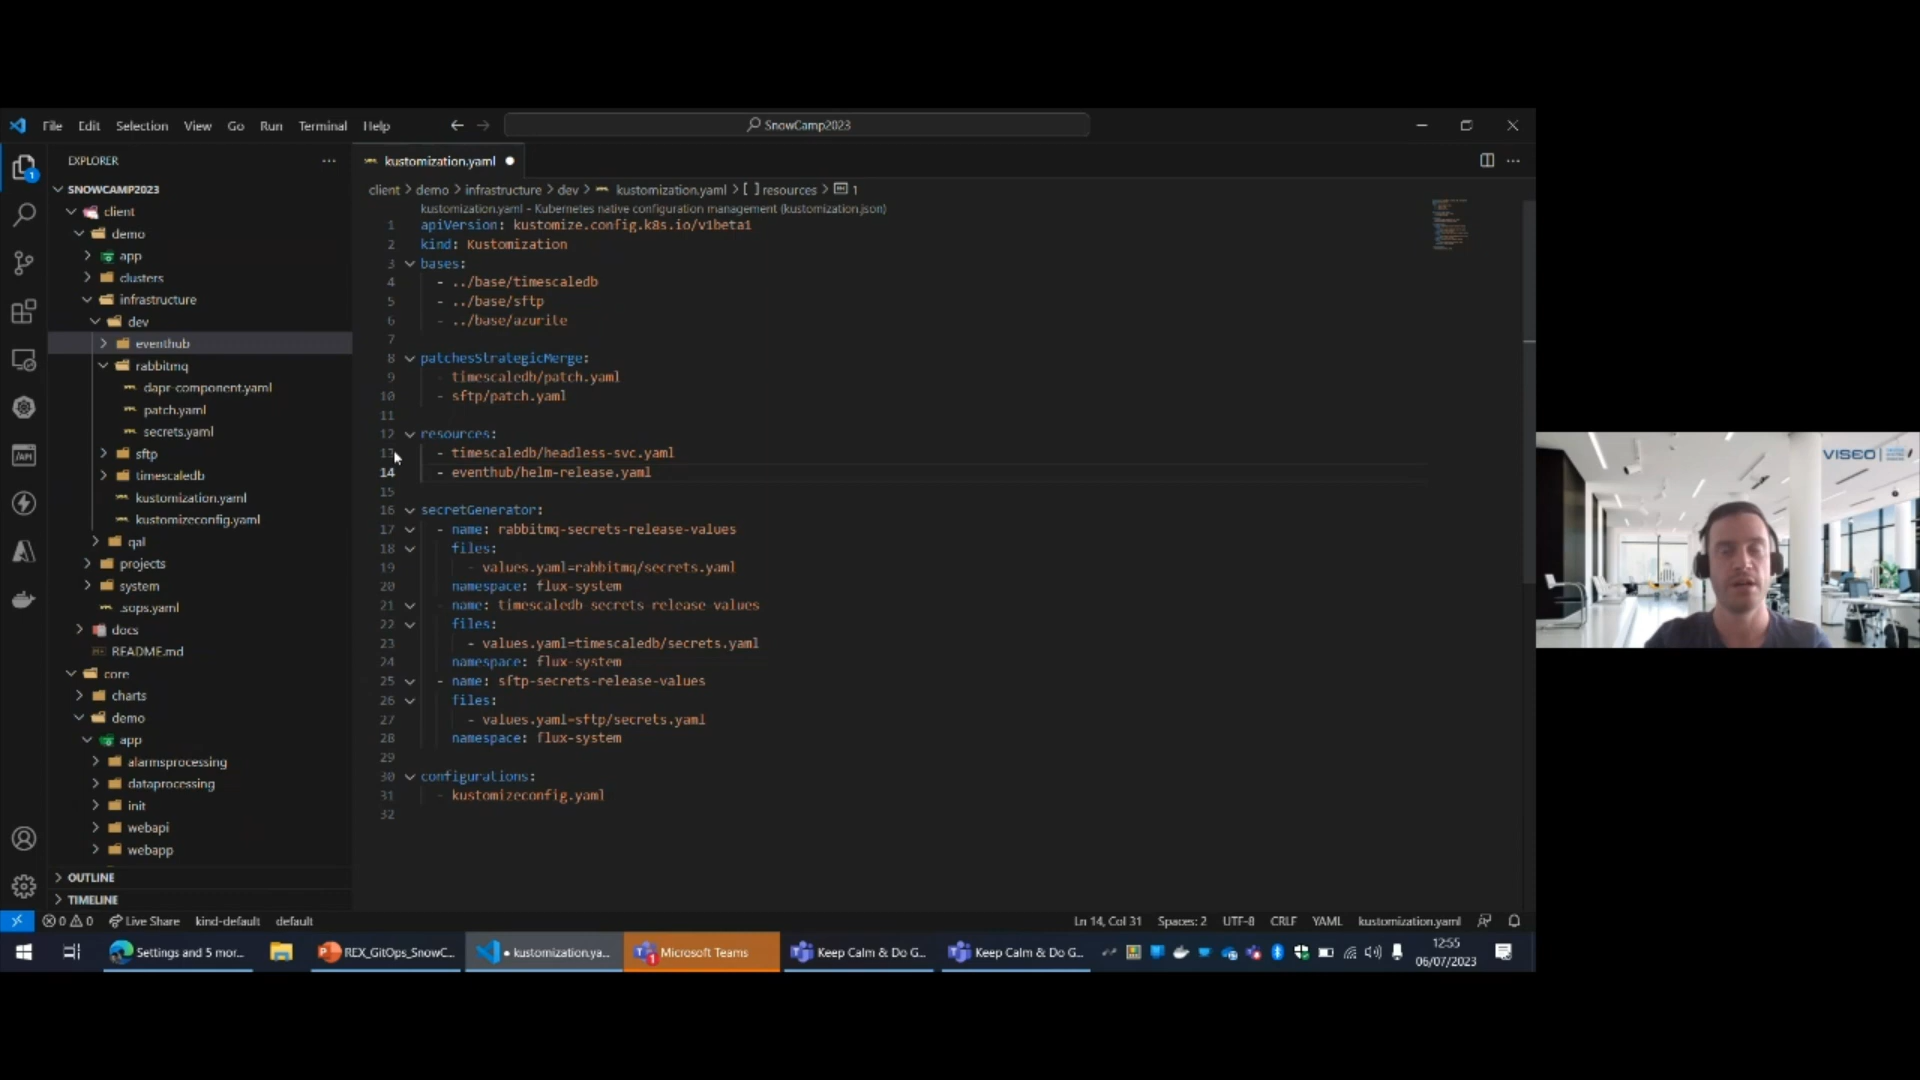 File Edit Selection View Go Run Terminal Help
SnowCamp2023
EXPLORER
SNOWCAMP2023
client
demo
app
clusters
infrastructure
dev
eventhub
rabbitmq
dapr-component.yaml
patch.yaml
secrets.yaml
sftp
timescaledb
kustomization.yaml
kustomizeconfig.yaml
qal
projects
system
.sops.yaml
docs
README.md
core
charts
demo
app
alarmsprocessing
dataprocessing
init
webapi
webapp
OUTLINE
TIMELINE
kustomization.yaml
client > demo > infrastructure > dev > kustomization.yaml > [ ] resources > 1
kustomization.yaml - Kubernetes native configuration management (kustomization.json)
1 apiVersion: kustomize.config.k8s.io/v1beta1
2 kind: Kustomization
3 bases:
4 - ../base/timescaledb
5 - ../base/sftp
6 - ../base/azurite
7
8 patchesStrategicMerge:
9 - timescaledb/patch.yaml
10 - sftp/patch.yaml
11
12 resources:
13 - timescaledb/headless-svc.yaml
14 - eventhub/helm-release.yaml
15
16 secretGenerator:
17 - name: rabbitmq-secrets-release-values
18 files:
19 - values.yaml=rabbitmq/secrets.yaml
20 namespace: flux-system
21 - name: timescaledb-secrets-release-values
22 files:
23 - values.yaml=timescaledb/secrets.yaml
24 namespace: flux-system
25 - name: sftp-secrets-release-values
26 files:
27 - values.yaml=sftp/secrets.yaml
28 namespace: flux-system
29
30 configurations:
31 - kustomizeconfig.yaml
32
VISEO
0 0 Live Share kind-default default
Ln 14, Col 31 Spaces: 2 UTF-8 CRLF YAML kustomization.yaml
Settings and 5 mor...
REX_GitOps_SnowC...
● kustomization.ya...
Microsoft Teams
Keep Calm & Do G...
Keep Calm & Do G...
12:55
06/07/2023